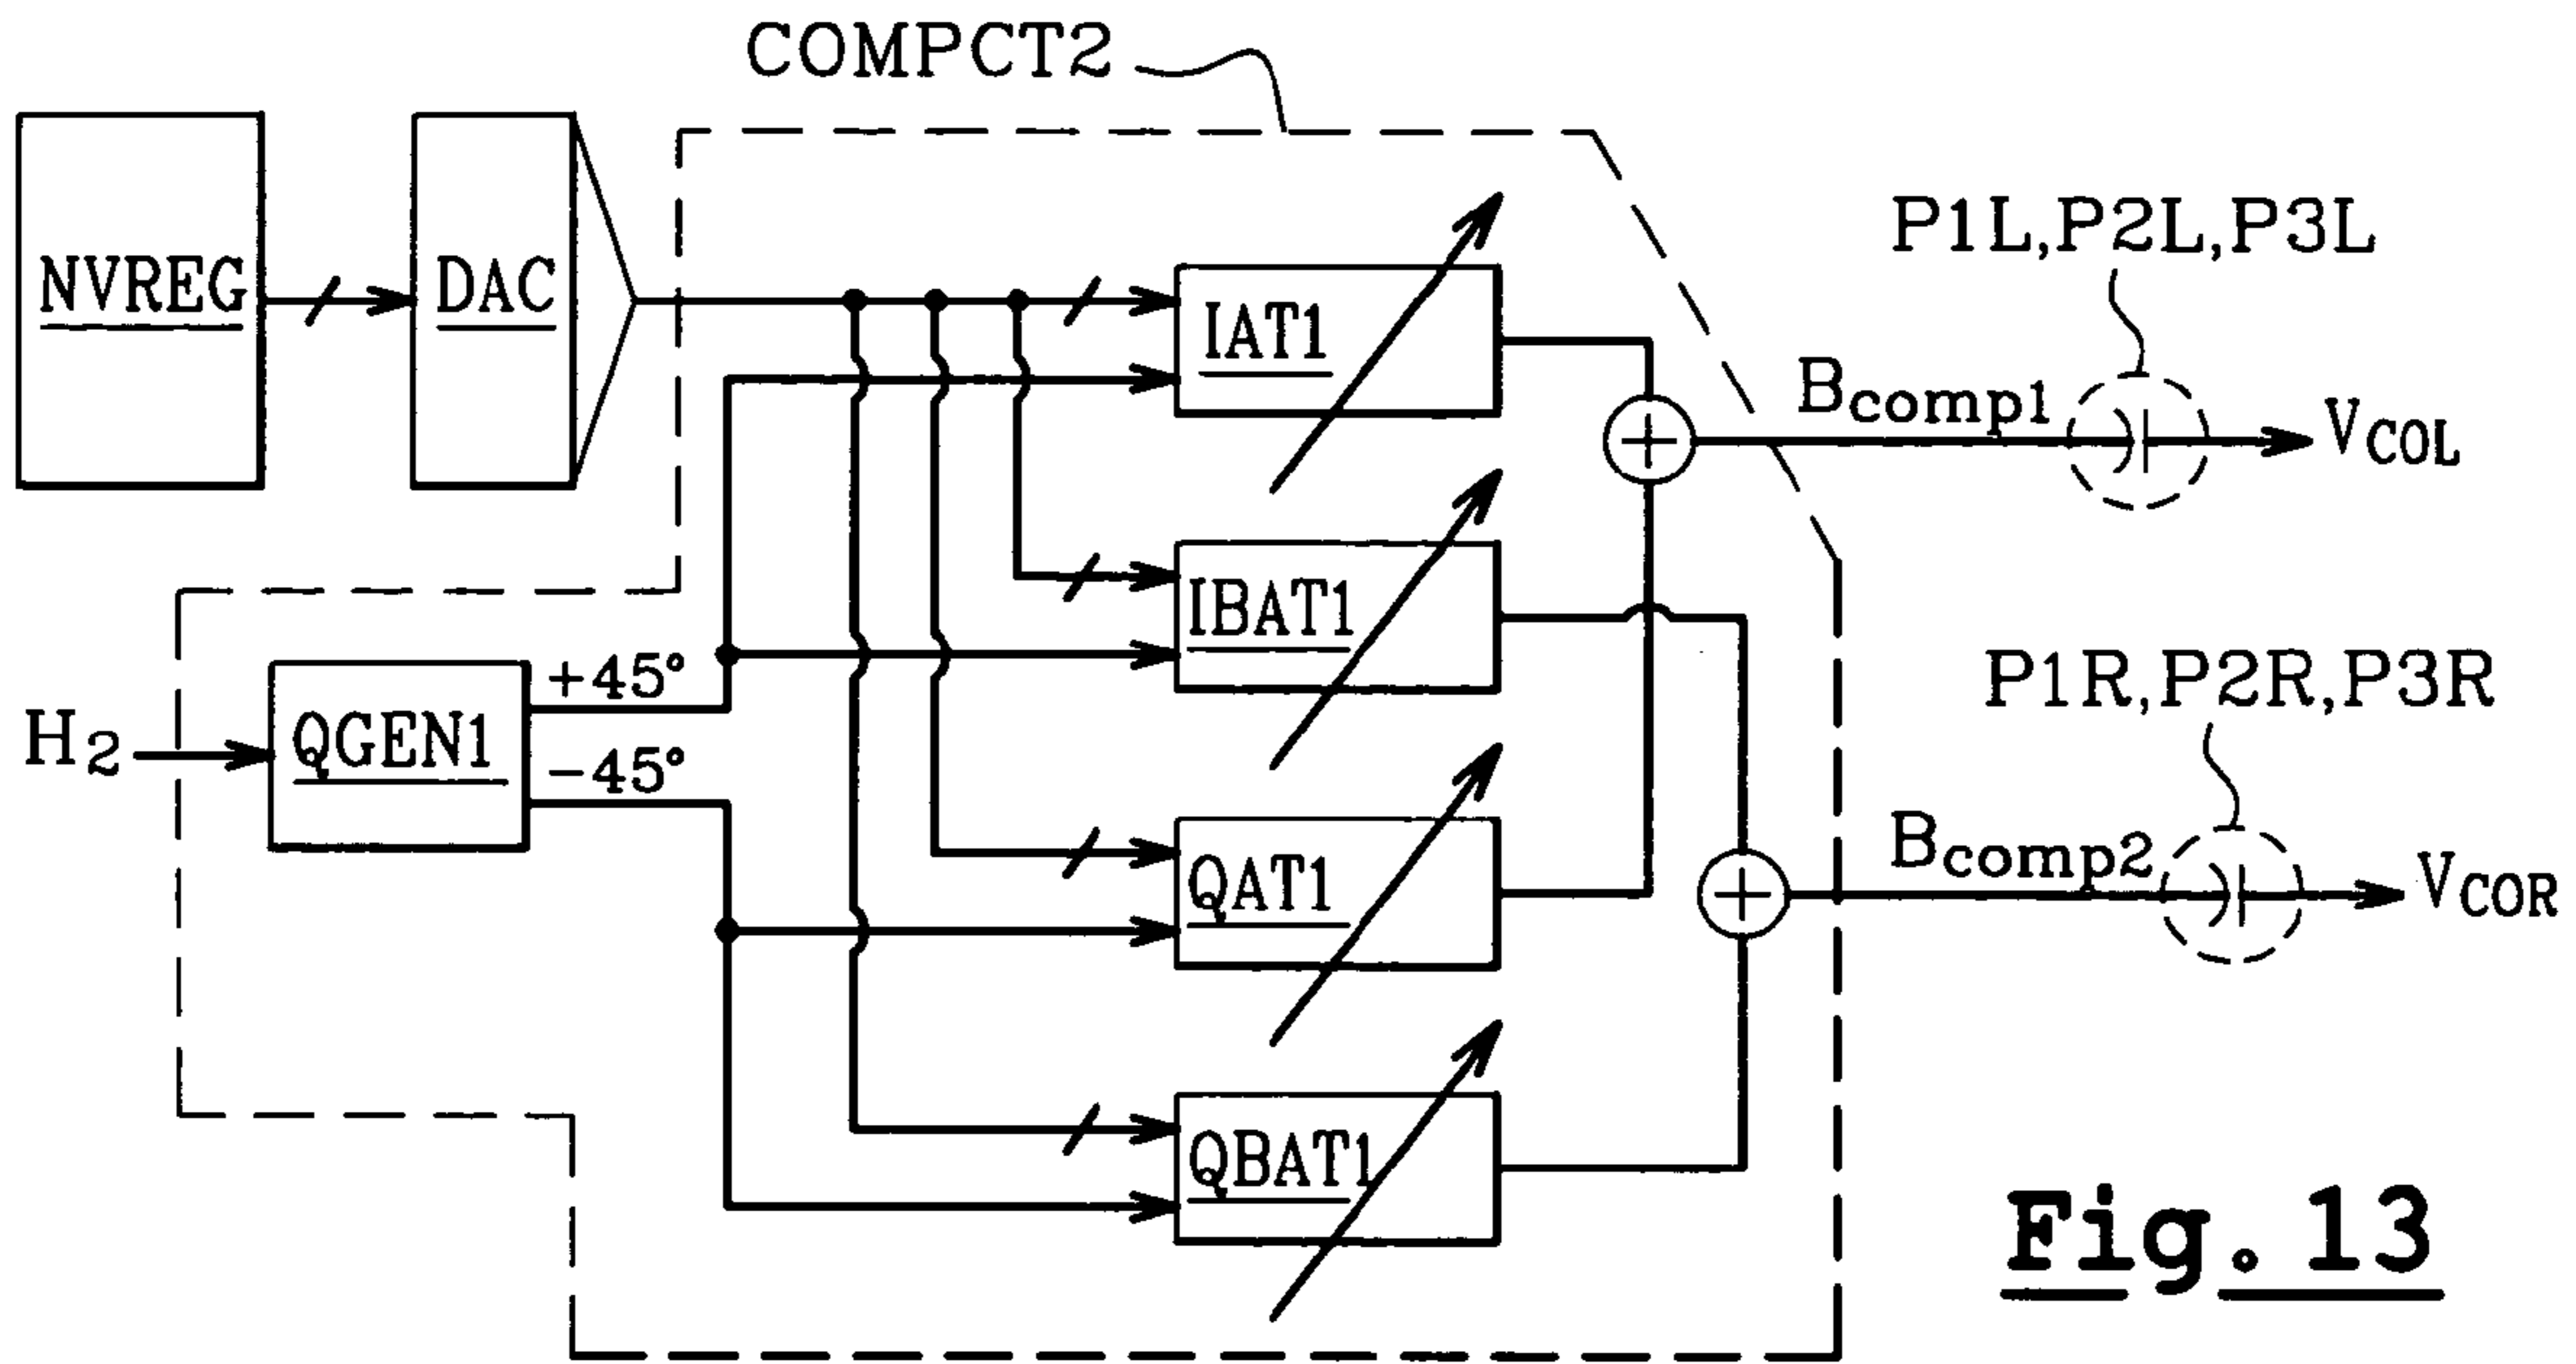 COMPCT2
NVREG
DAC
IAT1
P1L,P2L,P3L
Bcomp1
VCOL
IBAT1
+45°
H2
QGEN1
-45°
P1R,P2R,P3R
QAT1
Bcomp2
VCOR
QBAT1
Fig. 13